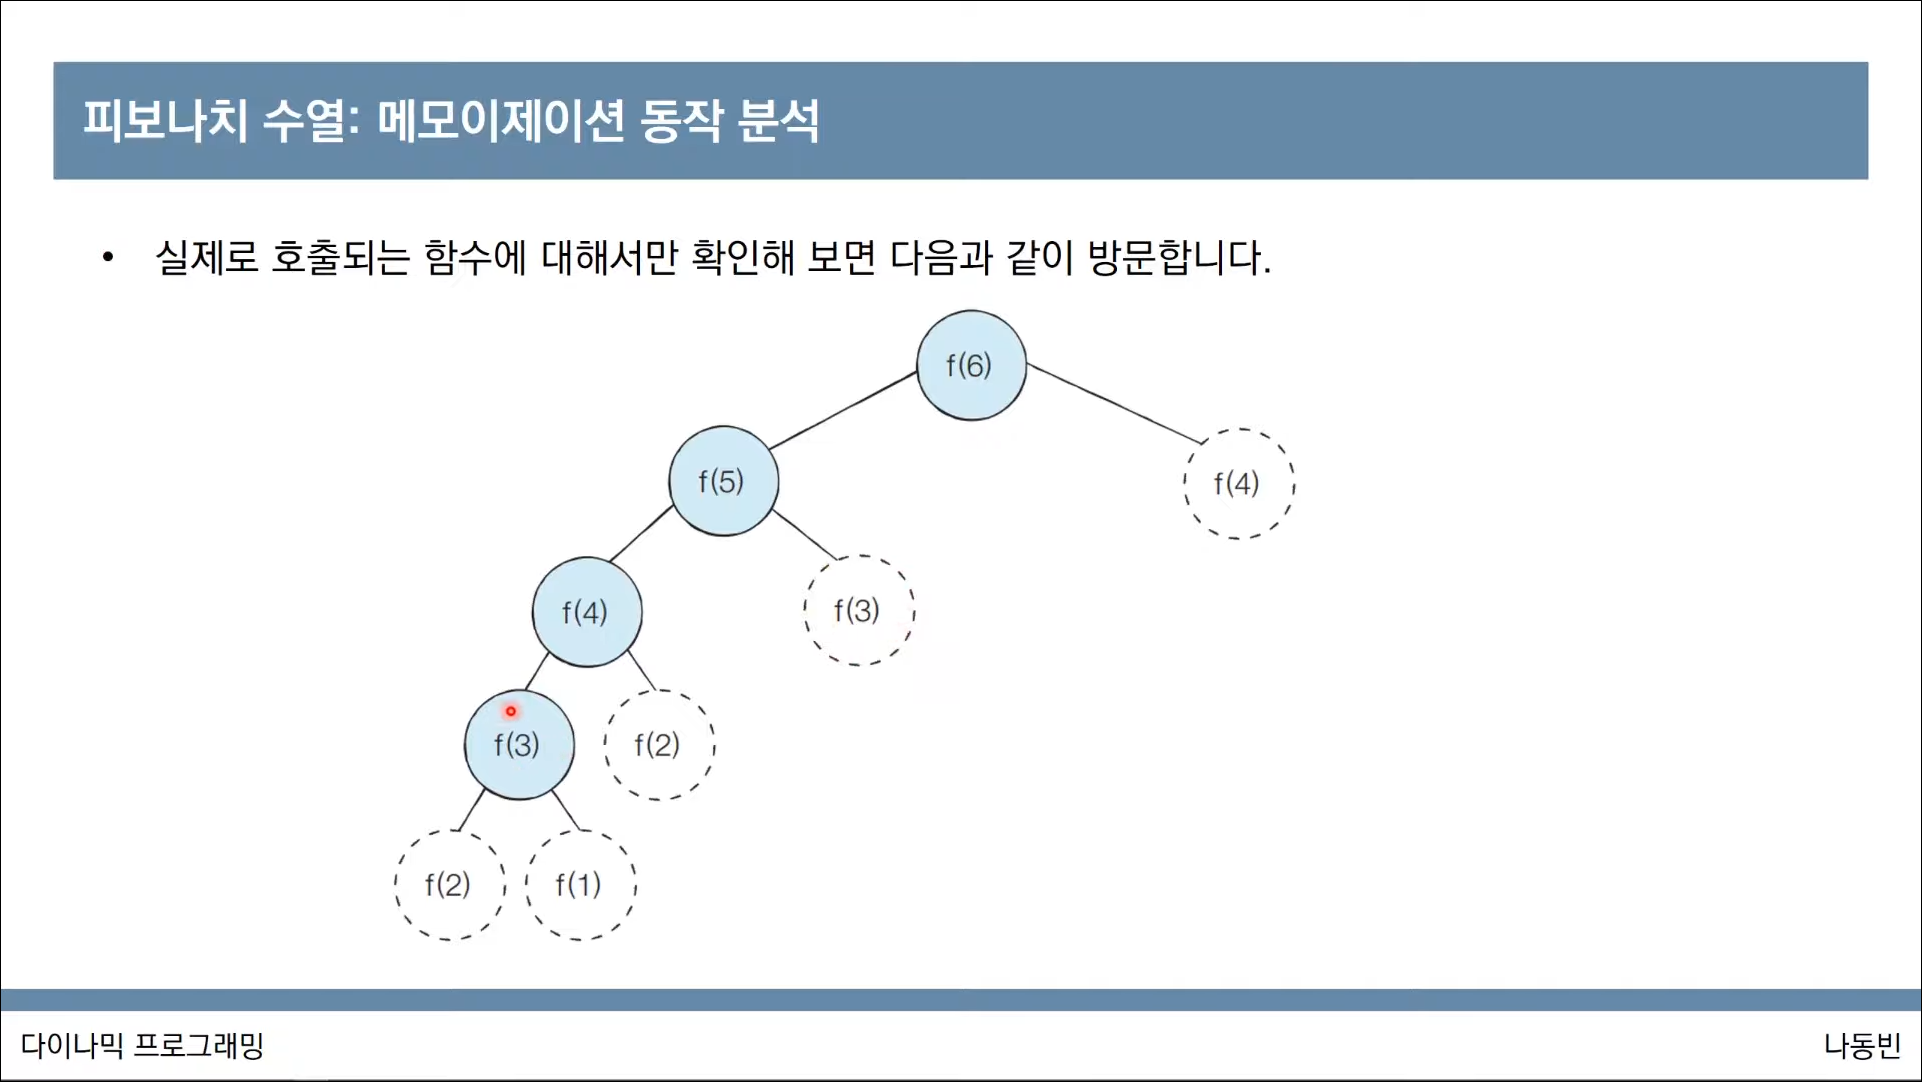 피보나치 수열: 메모이제이션 동작 분석
• 실제로 호출되는 함수에 대해서만 확인해 보면 다음과 같이 방문합니다.
f(6)
f(5)
f(4)
f(4)
f(3)
f(3)
f(2)
f(2)
f(1)
다이나믹 프로그래밍
나동빈